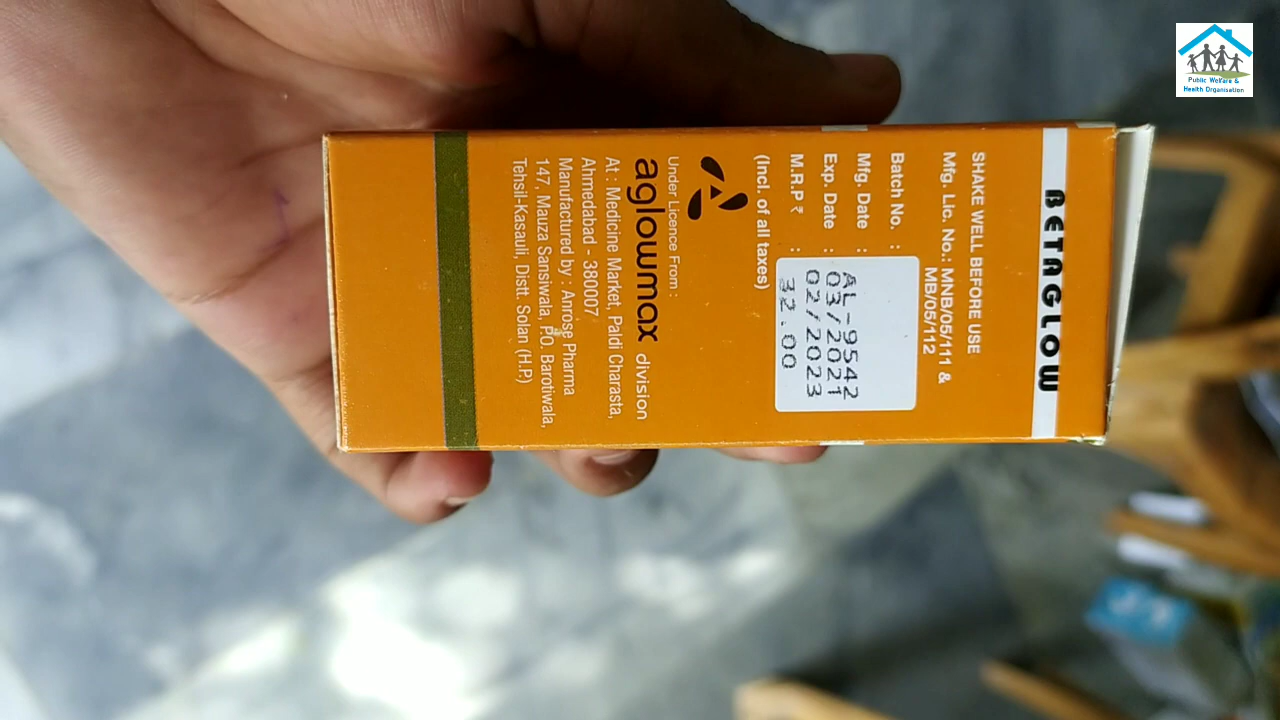 BETAGLOW
SHAKE WELL BEFORE USE
Mfg. Lic. No.: MNB/05/111 &
MB/05/112
Batch No. : AL-9542
Mfg. Date : 03/2021
Exp. Date : 02/2023
M.R.P ₹ : 32.00
(Incl. of all taxes)
Under Licence From :
aglowmax division
At : Medicine Market, Paldi Charasta,
Ahmedabad - 380007
Manufactured by : Anrose Pharma
147, Mauza Sansiwala, P.O. Barotiwala,
Tehsil-Kasauli, Distt. Solan (H.P)
Public Welfare &
Health Organisation